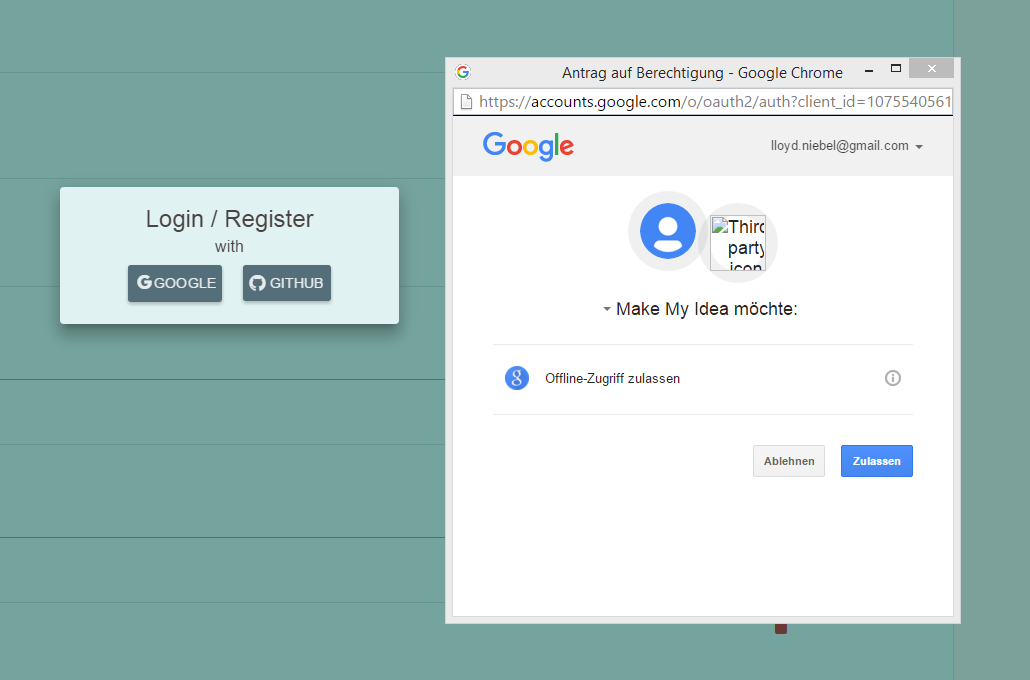 Login / Register
with
GOOGLE
GITHUB
Antrag auf Berechtigung - Google Chrome
https://accounts.google.com/o/oauth2/auth?client_id=1075540561
Google
lloyd.niebel@gmail.com
Third
party
icon
Make My Idea möchte:
Offline-Zugriff zulassen
Ablehnen
Zulassen